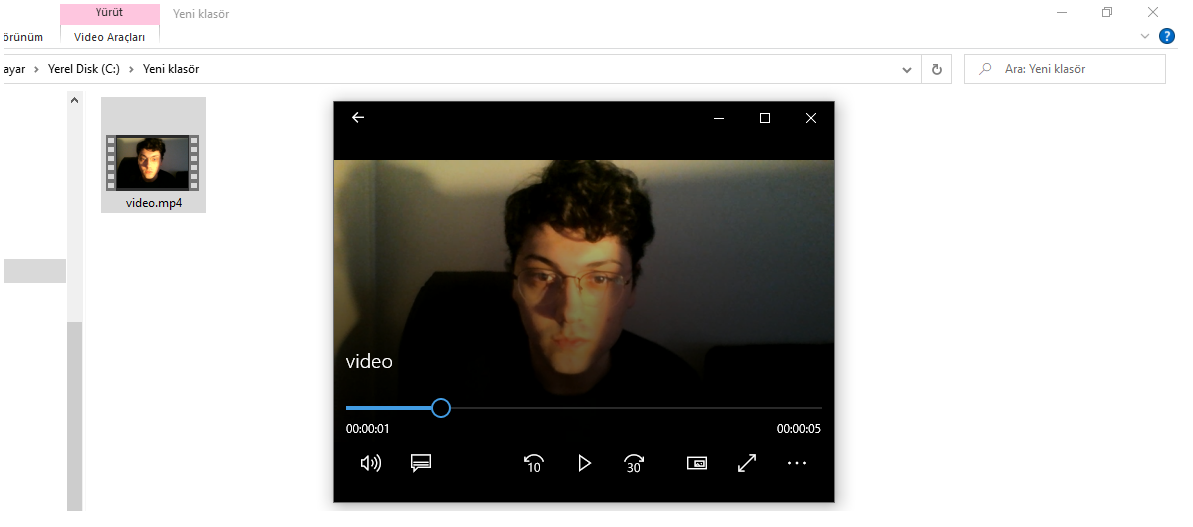 Yürüt
Yeni klasör
örünüm
Video Araçları
?
ayar > Yerel Disk (C:) > Yeni klasör
Ara: Yeni klasör
video.mp4
video
00:00:01
00:00:05
10
30